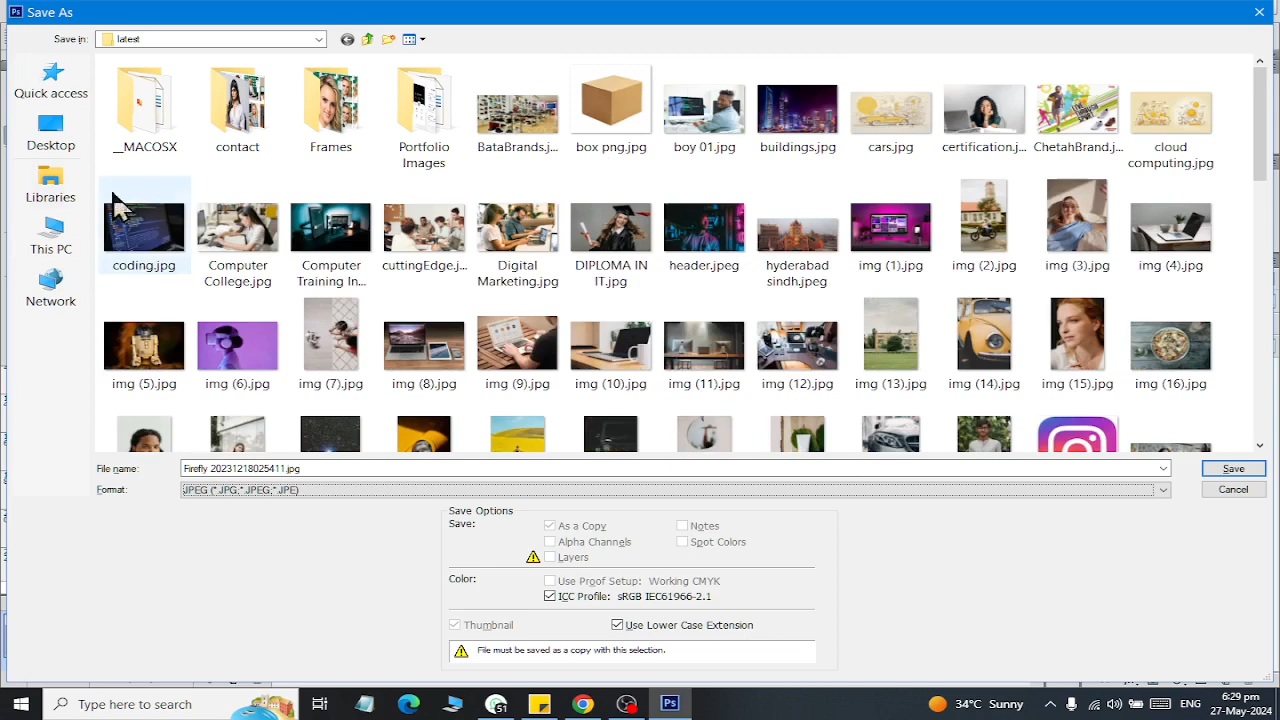 Ps Save As
Save in: latest
Quick access
Desktop
Libraries
This PC
Network
__MACOSX
contact
Frames
Portfolio Images
BataBrands.j...
box png.jpg
boy 01.jpg
buildings.jpg
cars.jpg
certification.j...
ChetahBrand.j...
cloud computing.jpg
coding.jpg
Computer College.jpg
Computer Training In...
cuttingEdge.j...
Digital Marketing.jpg
DIPLOMA IN IT.jpg
header.jpeg
hyderabad sindh.jpeg
img (1).jpg
img (2).jpg
img (3).jpg
img (4).jpg
img (5).jpg
img (6).jpg
img (7).jpg
img (8).jpg
img (9).jpg
img (10).jpg
img (11).jpg
img (12).jpg
img (13).jpg
img (14).jpg
img (15).jpg
img (16).jpg
File name: Firefly 20231218025411.jpg
Save
Format: JPEG (*.JPG;*.JPEG;*.JPE)
Cancel
Save Options
Save:
As a Copy
Notes
Alpha Channels
Spot Colors
Layers
Color:
Use Proof Setup: Working CMYK
ICC Profile: sRGB IEC61966-2.1
Thumbnail
Use Lower Case Extension
File must be saved as a copy with this selection.
Type here to search
Ps
34°C Sunny
ENG
6:29 pm
27-May-2024